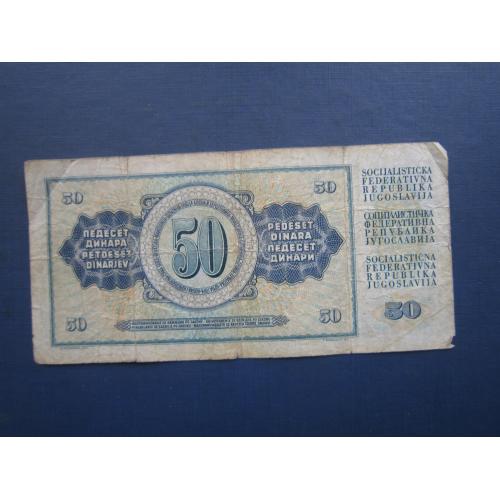 50
50
SOCIJALISTIČKA
FEDERATIVNA
REPUBLIKA
JUGOSLAVIJA
СОЦИЈАЛИСТИЧКА
ФЕДЕРАТИВНА
РЕПУБЛИКА
ЈУГОСЛАВИЈА
SOCIALISTIČNA
FEDERATIVNA
REPUBLIKA
JUGOSLAVIJA
ПЕДЕСЕТ
ДИНАРА
PETDESET
DINARJEV
50
PEDESET
DINARA
ПЕДЕСЕТ
ДИНАРИ
50
50
50